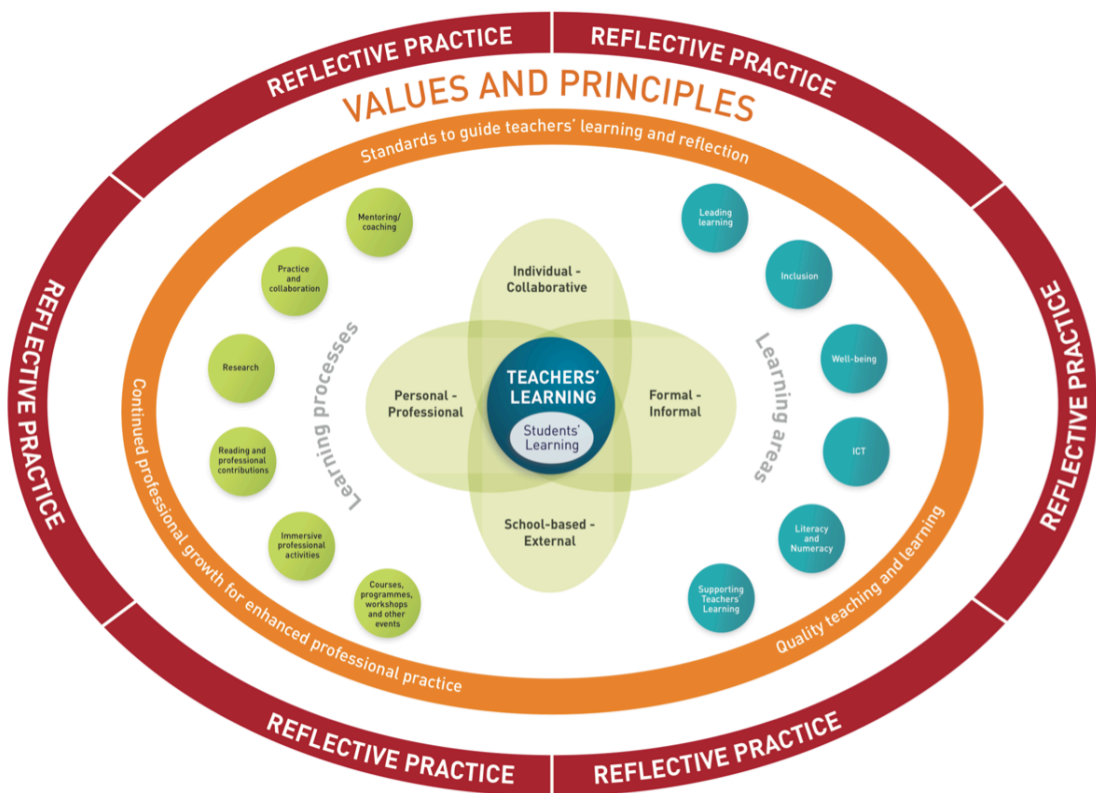 REFLECTIVE PRACTICE
REFLECTIVE PRACTICE
VALUES AND PRINCIPLES
Standards to guide teachers' learning and reflection
REFLECTIVE PRACTICE
Continued professional growth for enhanced professional practice
Learning processes
Mentoring/
coaching
Practice
and
collaboration
Research
Reading and
professional
contributions
Immersive
professional
activities
Courses,
programmes,
workshops
and other
events
Individual -
Collaborative
Personal -
Professional
TEACHERS'
LEARNING
Students'
Learning
Formal -
Informal
School-based -
External
Learning areas
Leading
learning
Inclusion
Well-being
ICT
Literacy
and
Numeracy
Supporting
Teachers'
Learning
Quality teaching and learning
REFLECTIVE PRACTICE
REFLECTIVE PRACTICE
REFLECTIVE PRACTICE